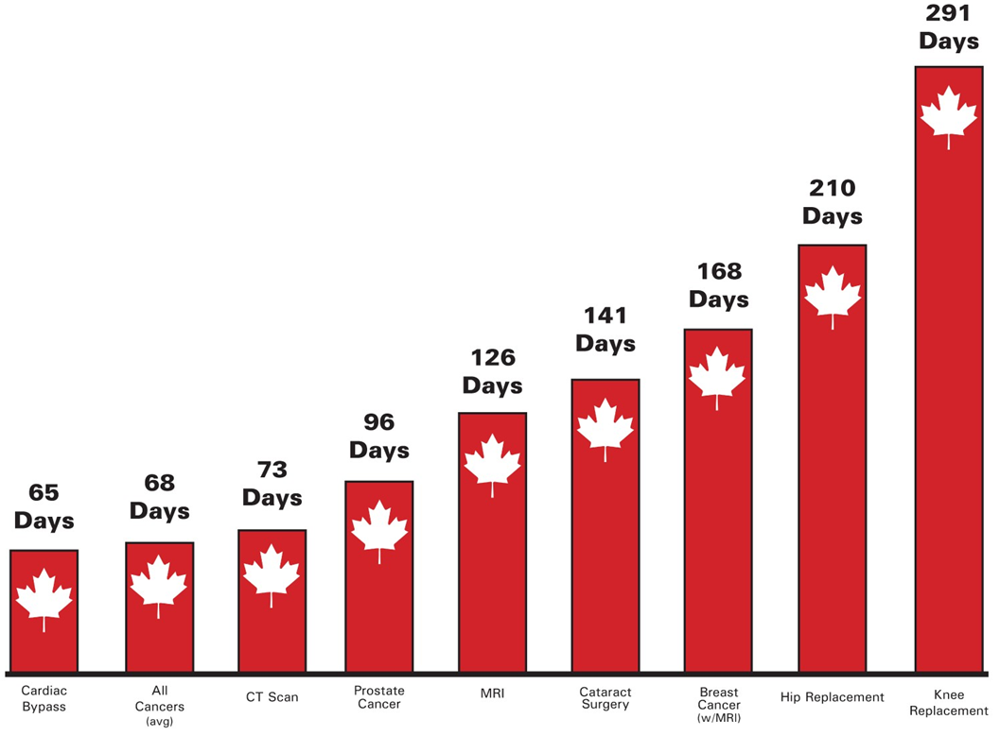 65
Days
68
Days
73
Days
96
Days
126
Days
141
Days
168
Days
210
Days
291
Days
Cardiac
Bypass
All
Cancers
(avg)
CT Scan
Prostate
Cancer
MRI
Cataract
Surgery
Breast
Cancer
(w/MRI)
Hip Replacement
Knee
Replacement